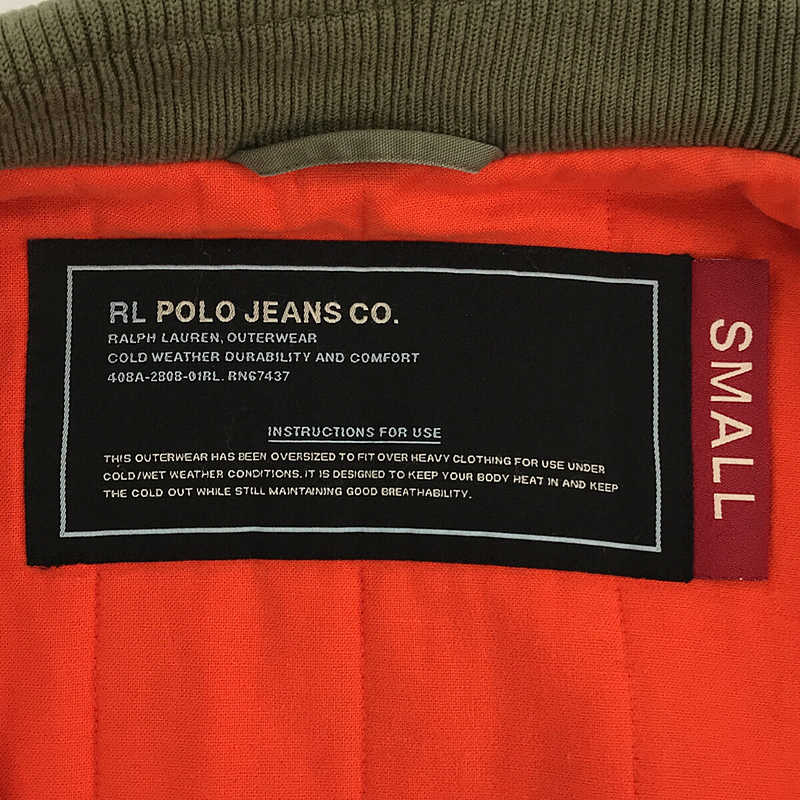 RL POLO JEANS CO.
RALPH LAUREN, OUTERWEAR
COLD WEATHER DURABILITY AND COMFORT
408A-2808-01RL. RN67437
INSTRUCTIONS FOR USE
THIS OUTERWEAR HAS BEEN OVERSIZED TO FIT OVER HEAVY CLOTHING FOR USE UNDER
COLD/WET WEATHER CONDITIONS. IT IS DESIGNED TO KEEP YOUR BODY HEAT IN AND KEEP
THE COLD OUT WHILE STILL MAINTAINING GOOD BREATHABILITY.
SMALL